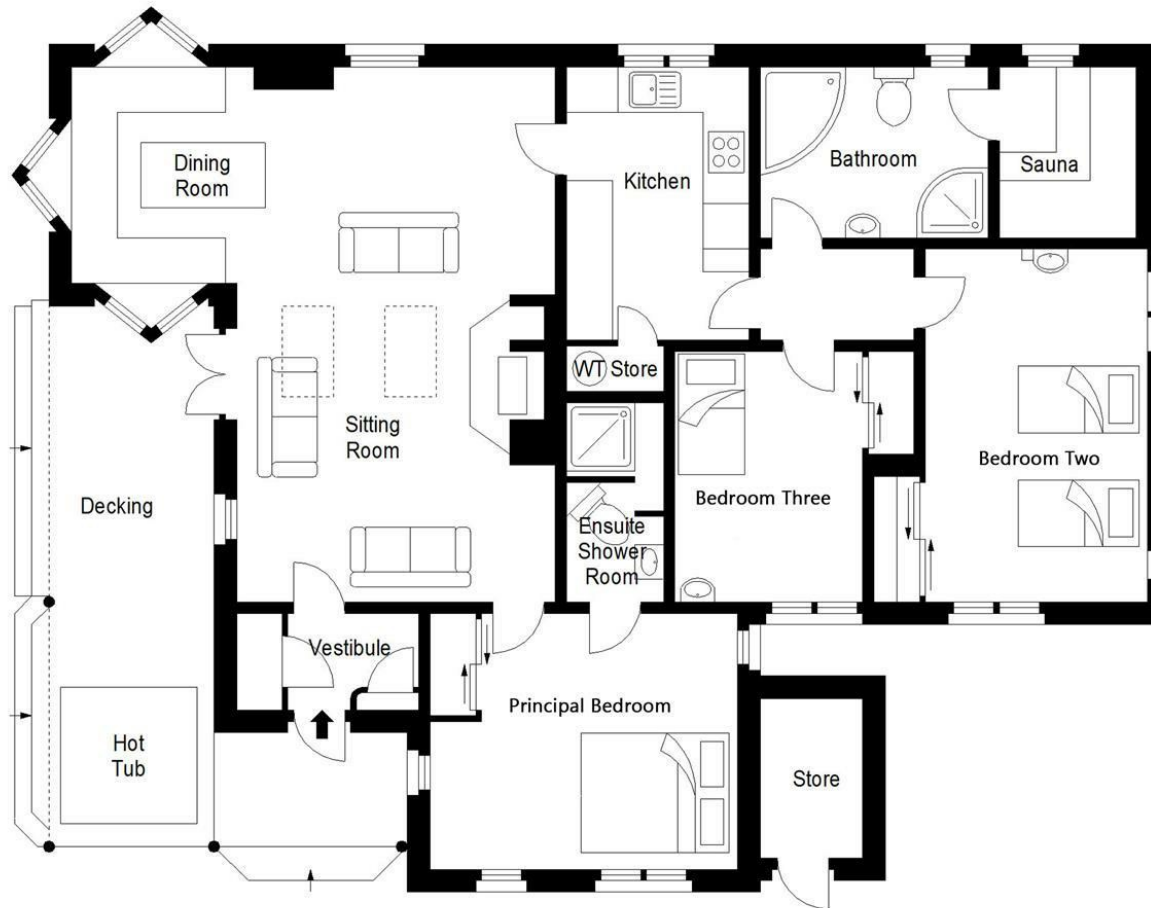 Dining
Room
Kitchen
Bathroom
Sauna
WT Store
Sitting
Room
Bedroom Two
Bedroom Three
Decking
Ensuite
Shower
Room
Vestibule
Principal Bedroom
Hot
Tub
Store